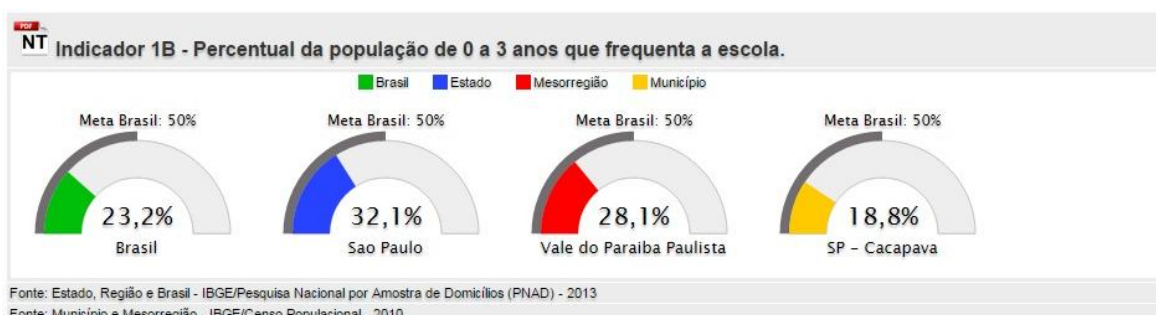 PDF
NT Indicador 1B - Percentual da população de 0 a 3 anos que frequenta a escola.
Brasil Estado Mesorregião Município
Meta Brasil: 50% Meta Brasil: 50% Meta Brasil: 50% Meta Brasil: 50%
23,2% 32,1% 28,1% 18,8%
Brasil Sao Paulo Vale do Paraiba Paulista SP - Cacapava
Fonte: Estado, Região e Brasil - IBGE/Pesquisa Nacional por Amostra de Domicílios (PNAD) - 2013
Fonte: Município e Mesorregião - IBGE/Censo Populacional - 2010